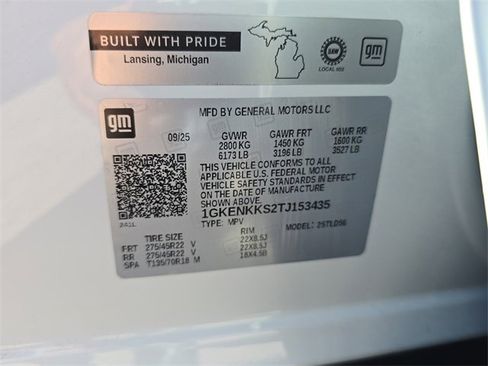 BUILT WITH PRIDE
Lansing, Michigan
UAW
LOCAL 602
gm
gm
MFD BY GENERAL MOTORS LLC
09/25 GVWR GAWR FRT GAWR RR
2800 KG 1450 KG 1600 KG
6173 LB 3196 LB 3527 LB
THIS VEHICLE CONFORMS TO ALL
APPLICABLE U.S. FEDERAL MOTOR
VEHICLE SAFETY STANDARDS IN EFFECT
ON THE DATE OF MANUFACTURE
SHOWN ABOVE.
1GKENKKS2TJ153435
TYPE: MPV MODEL: 2STLD56
241L
TIRE SIZE RIM
FRT 275/45R22 V 22X8.5J
RR 275/45R22 V 22X8.5J
SPA T135/70R18 M 18X4.5B